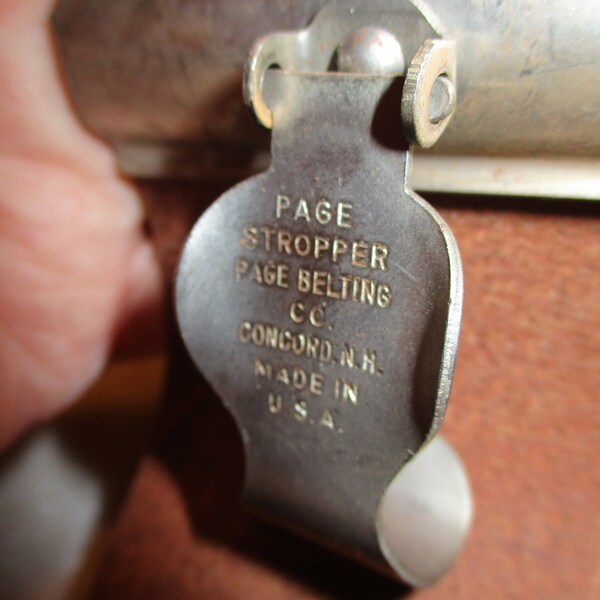 PAGE
STROPPER
PAGE BELTING
CO.
CONCORD. N.H.
MADE IN
U.S.A.